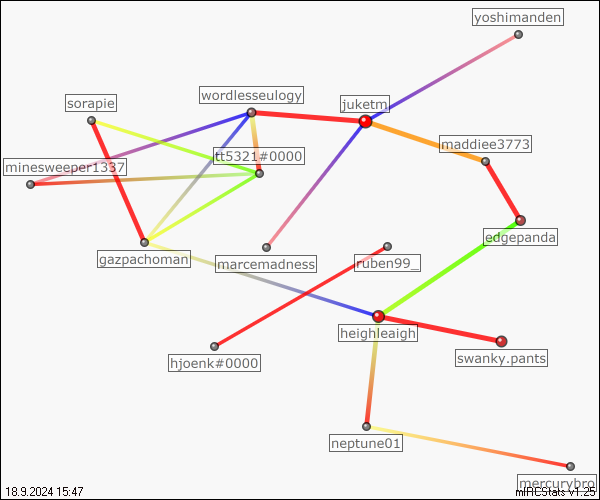 yoshimanden
wordlesseulogy
sorapie
juketm
maddiee3773
tt5321#0000
minesweeper1337
edgepanda
gazpachoman
marcemadness
ruben99_
heighleaigh
swanky.pants
hjoenk#0000
neptune01
mercurybro
18.9.2024 15:47
mIRCStats v1.25